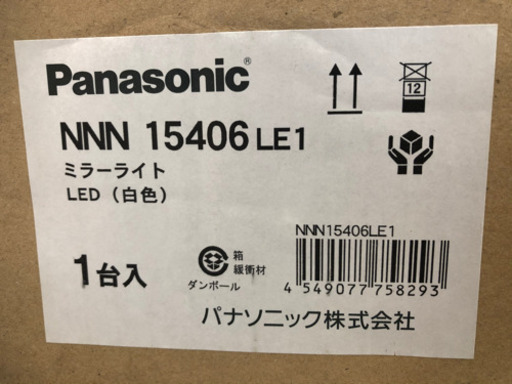 Panasonic®
12
NNN 15406 LE1
ミラーライト
LED（白色）
1台入
箱
緩衝材
ダンボール
NNN15406LE1
4 549077 758293
パナソニック株式会社